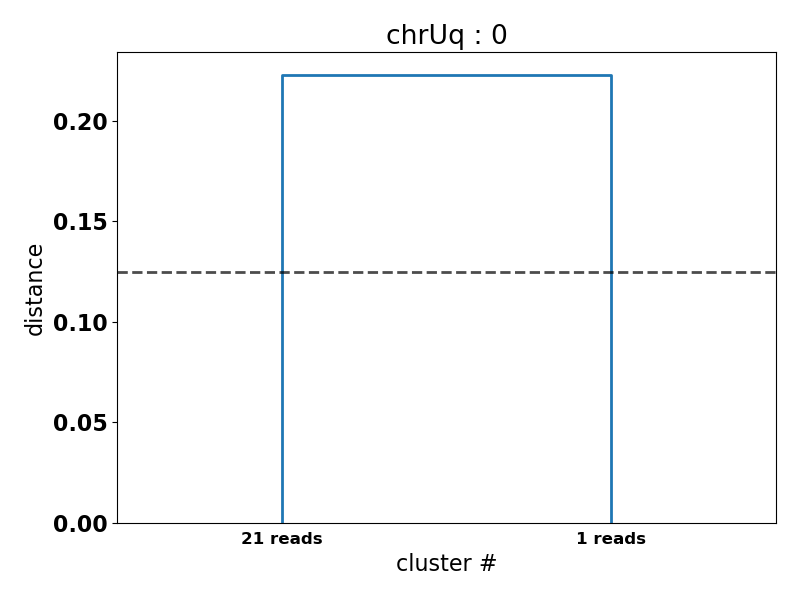 chrUq : 0
distance
0.20
0.15
0.10
0.05
0.00
21 reads
1 reads
cluster #